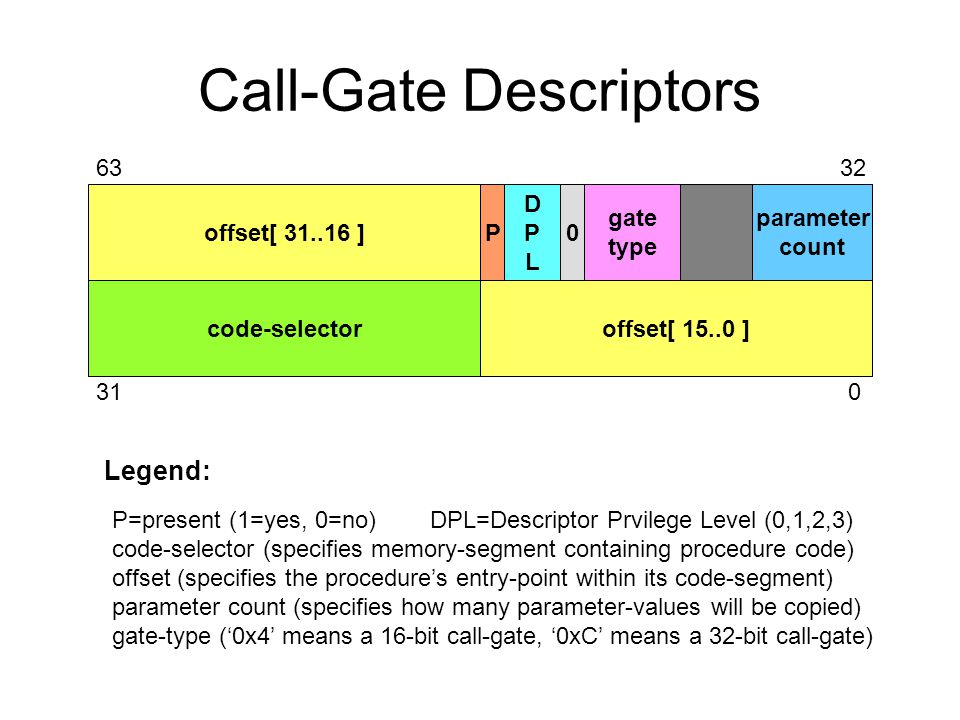 Call-Gate Descriptors
63 32
offset[ 31..16 ]
P
D
P
L
0
gate
type
parameter
count
code-selector
offset[ 15..0 ]
31 0
Legend:
P=present (1=yes, 0=no) DPL=Descriptor Prvilege Level (0,1,2,3)
code-selector (specifies memory-segment containing procedure code)
offset (specifies the procedure’s entry-point within its code-segment)
parameter count (specifies how many parameter-values will be copied)
gate-type (‘0x4’ means a 16-bit call-gate, ‘0xC’ means a 32-bit call-gate)